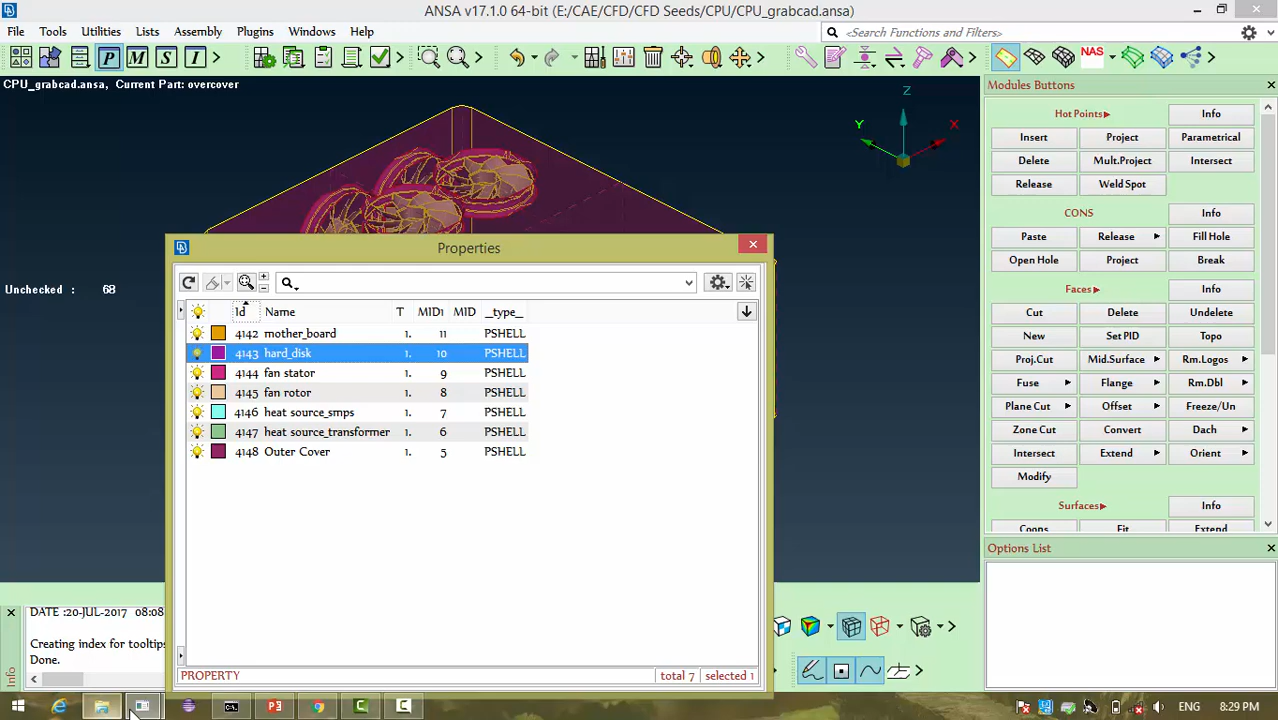 ANSA v17.1.0 64-bit (E:/CAE/CFD/CFD Seeds/CPU/CPU_grabcad.ansa)
File Tools Utilities Lists Assembly Plugins Windows Help
<Search Functions and Filters>
P M S I NAS
CPU_grabcad.ansa, Current Part: overcover
Z
Y X
Unchecked : 68
Modules Buttons
Hot Points Info
Insert Project Parametrical
Delete Mult.Project Intersect
Release Weld Spot
CONS Info
Paste Release Fill Hole
Open Hole Project Break
Faces Info
Cut Delete Undelete
New Set PID Topo
Proj.Cut Mid.Surface Rm.Logos
Fuse Flange Rm.Dbl
Plane Cut Offset Freeze/Un
Zone Cut Convert Dach
Intersect Extend Orient
Modify
Surfaces Info
Coons Fit Extend
Options List
Properties
Id Name T MID1 MID _type_
4142 mother_board 1. 11 PSHELL
4143 hard_disk 1. 10 PSHELL
4144 fan stator 1. 9 PSHELL
4145 fan rotor 1. 8 PSHELL
4146 heat source_smps 1. 7 PSHELL
4147 heat source_transformer 1. 6 PSHELL
4148 Outer Cover 1. 5 PSHELL
PROPERTY total 7 selected 1
DATE :20-JUL-2017 08:08
Creating index for tooltips
Done.
Info
ENG 8:29 PM